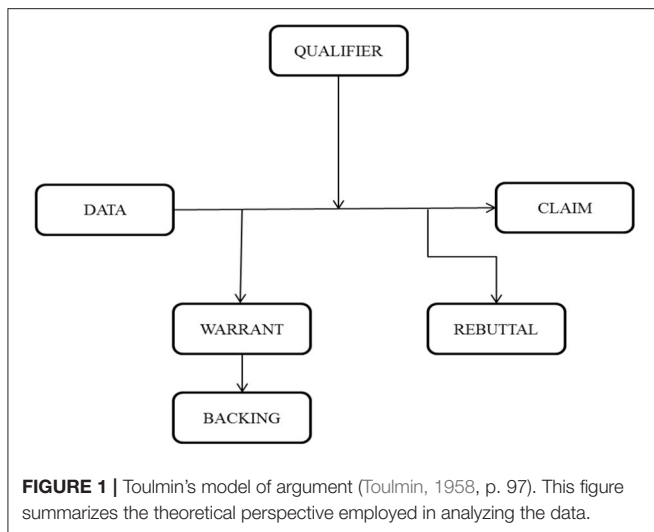 QUALIFIER
DATA
CLAIM
WARRANT
REBUTTAL
BACKING
FIGURE 1 | Toulmin's model of argument (Toulmin, 1958, p. 97). This figure
summarizes the theoretical perspective employed in analyzing the data.